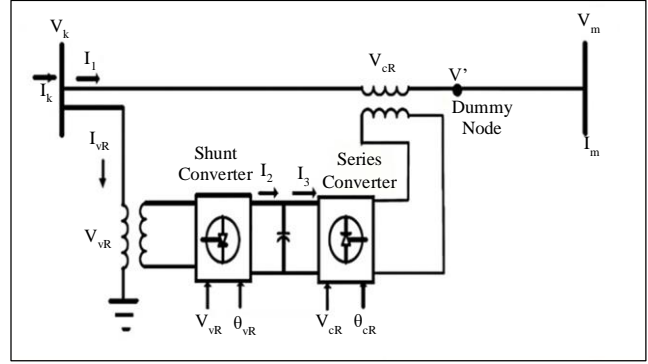 V_k
V_m
I_1
V_cR
V’
I_k
Dummy
Node
I_m
I_vR
Shunt
Converter
I_2
I_3
Series
Converter
V_vR
V_vR
θ_vR
V_cR
θ_cR